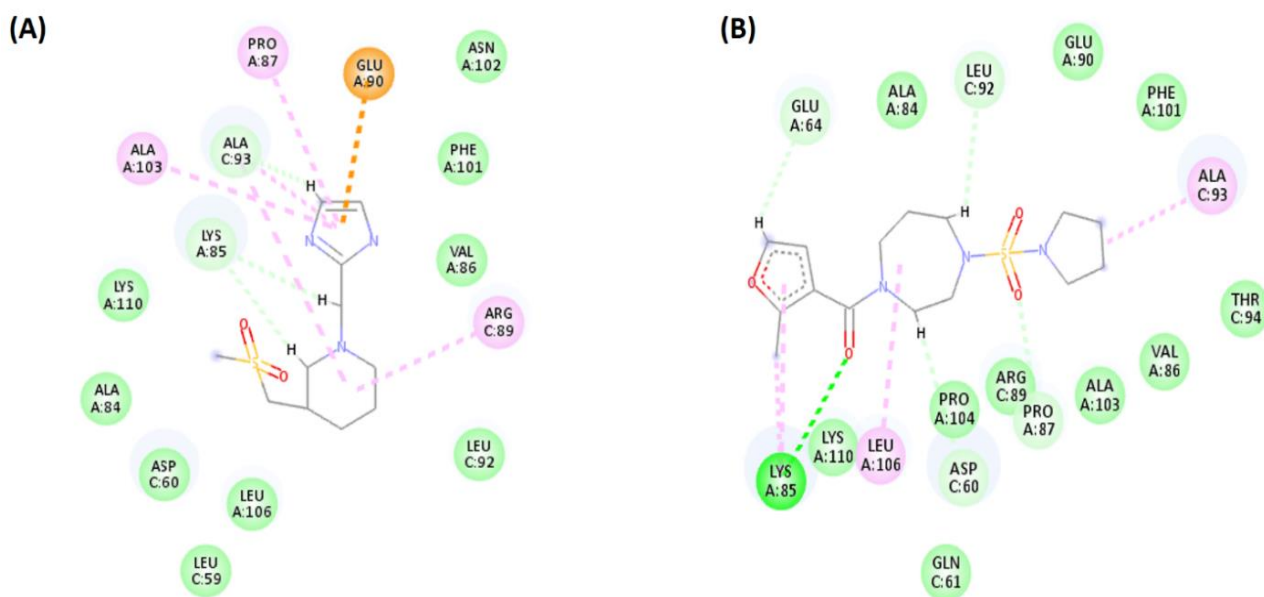 (A)
PRO
A:87
GLU
A:90
ASN
A:102
ALA
A:103
ALA
C:93
PHE
A:101
H
N
N
LYS
A:85
VAL
A:86
LYS
A:110
H
ARG
C:89
O
H
N
S
O
ALA
A:84
ASP
C:60
LEU
A:106
LEU
C:92
LEU
C:59
(B)
GLU
A:64
ALA
A:84
LEU
C:92
GLU
A:90
PHE
A:101
ALA
C:93
H
H
O
N
S
N
O
N
O
O
H
THR
C:94
VAL
A:86
ALA
A:103
ARG
C:89
PRO
A:87
PRO
A:104
LYS
A:110
LEU
A:106
ASP
C:60
LYS
A:85
GLN
C:61